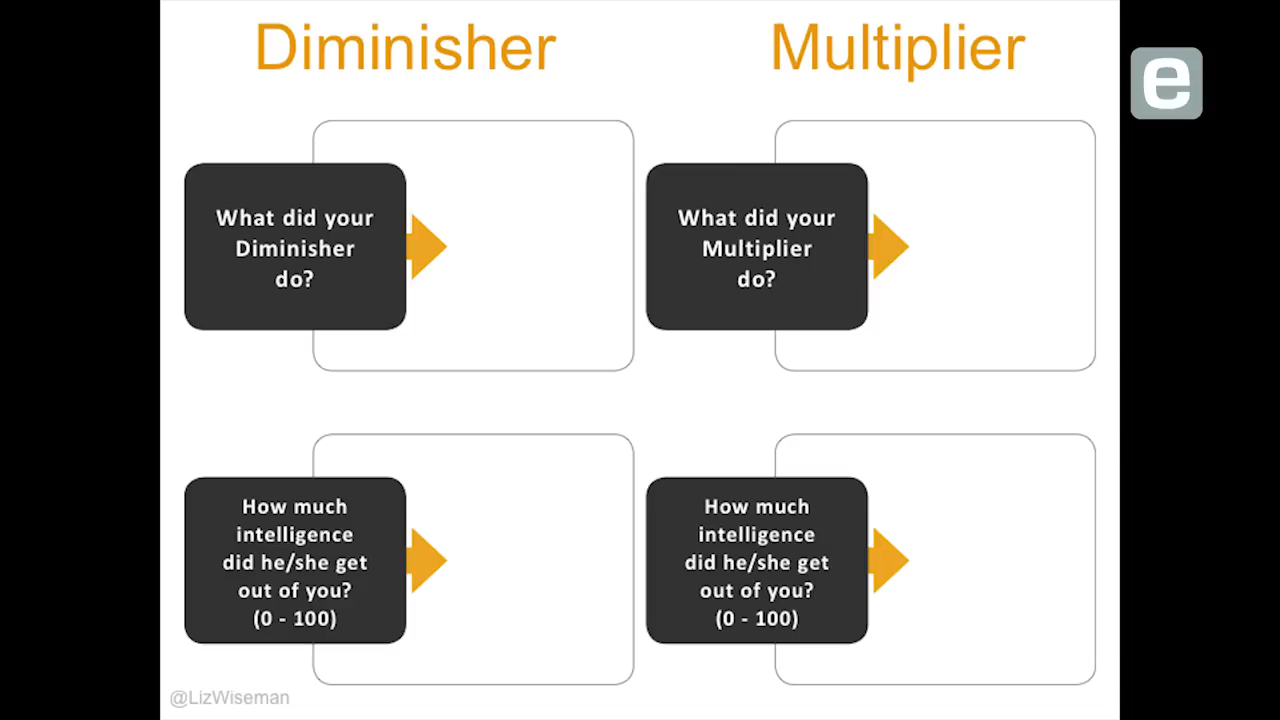 Diminisher
Multiplier
e
What did your
Diminisher
do?
What did your
Multiplier
do?
How much
intelligence
did he/she get
out of you?
(0 - 100)
How much
intelligence
did he/she get
out of you?
(0 - 100)
@LizWiseman